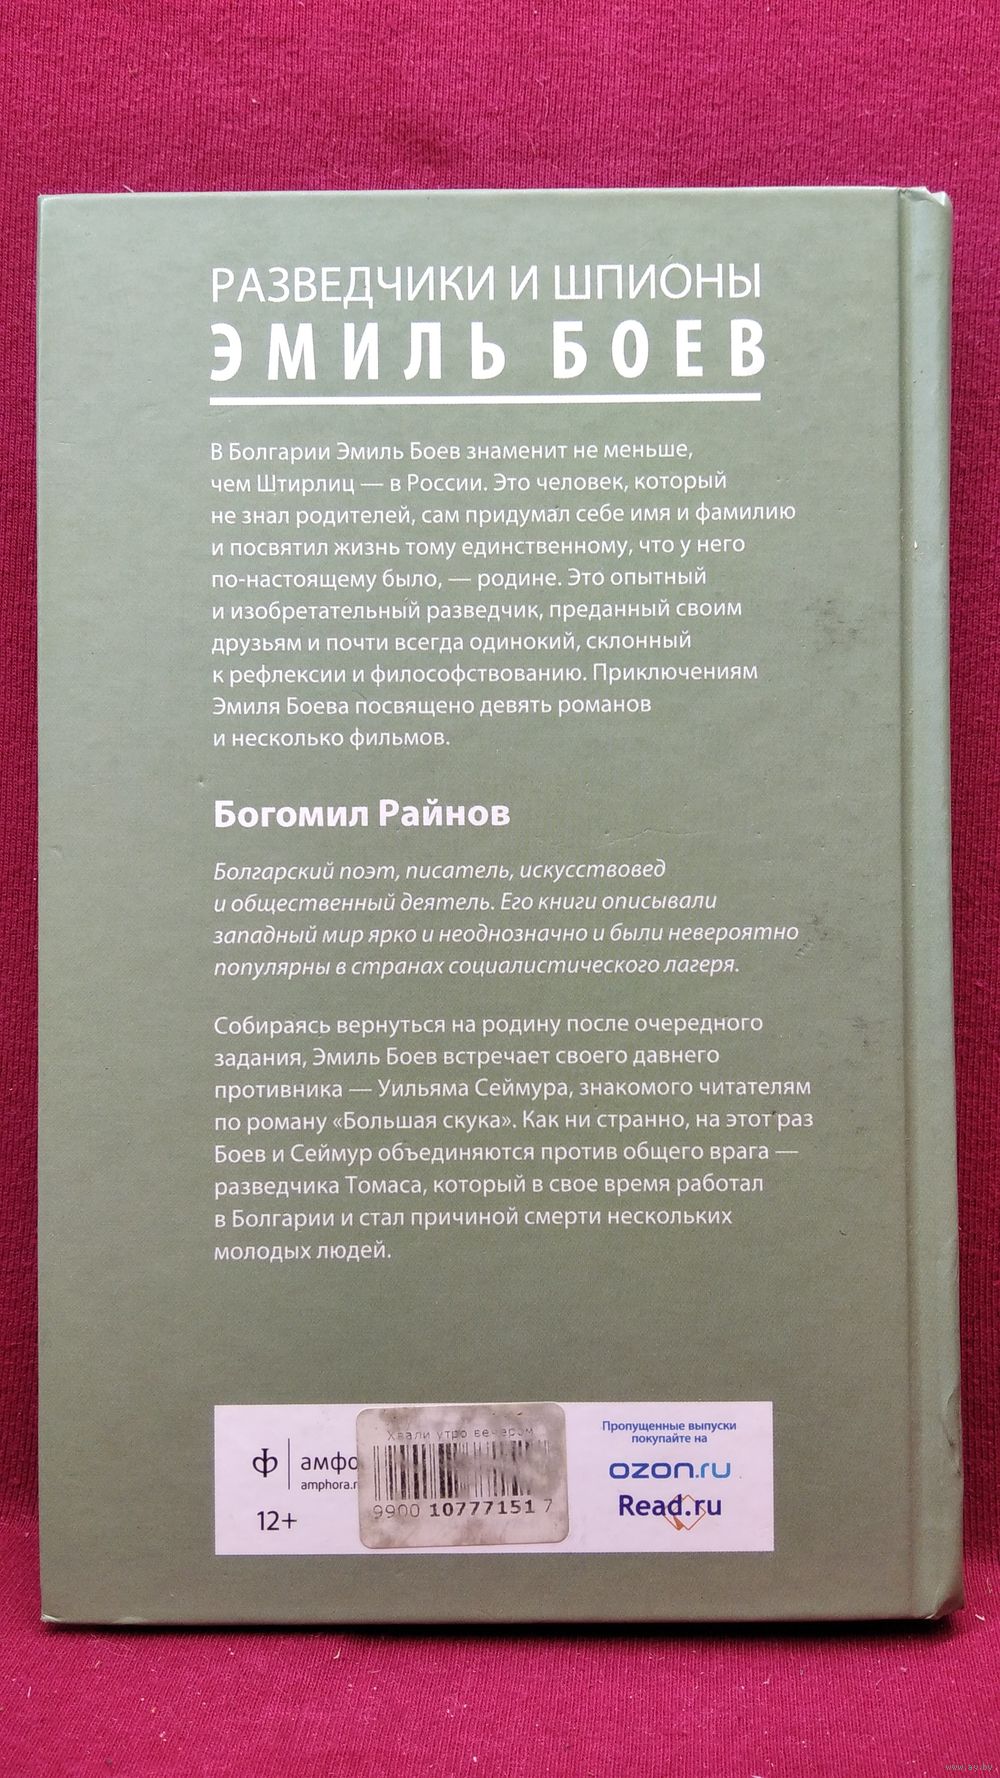 РАЗВЕДЧИКИ И ШПИОНЫ
ЭМИЛЬ БОЕВ
В Болгарии Эмиль Боев знаменит не меньше,
чем Штирлиц — в России. Это человек, который
не знал родителей, сам придумал себе имя и фамилию
и посвятил жизнь тому единственному, что у него
по-настоящему было, — родине. Это опытный
и изобретательный разведчик, преданный своим
друзьям и почти всегда одинокий, склонный
к рефлексии и философствованию. Приключениям
Эмиля Боева посвящено девять романов
и несколько фильмов.
Богомил Райнов
Болгарский поэт, писатель, искусствовед
и общественный деятель. Его книги описывали
западный мир ярко и неоднозначно и были невероятно
популярны в странах социалистического лагеря.
Собираясь вернуться на родину после очередного
задания, Эмиль Боев встречает своего давнего
противника — Уильяма Сеймура, знакомого читателям
по роману «Большая скука». Как ни странно, на этот раз
Боев и Сеймур объединяются против общего врага —
разведчика Томаса, который в свое время работал
в Болгарии и стал причиной смерти нескольких
молодых людей.
амфо
amphora.r
12+
Хвали утро вечером
9900 10777151 7
Пропущенные выпуски
покупайте на
ozon.ru
Read.ru
www.ay.by